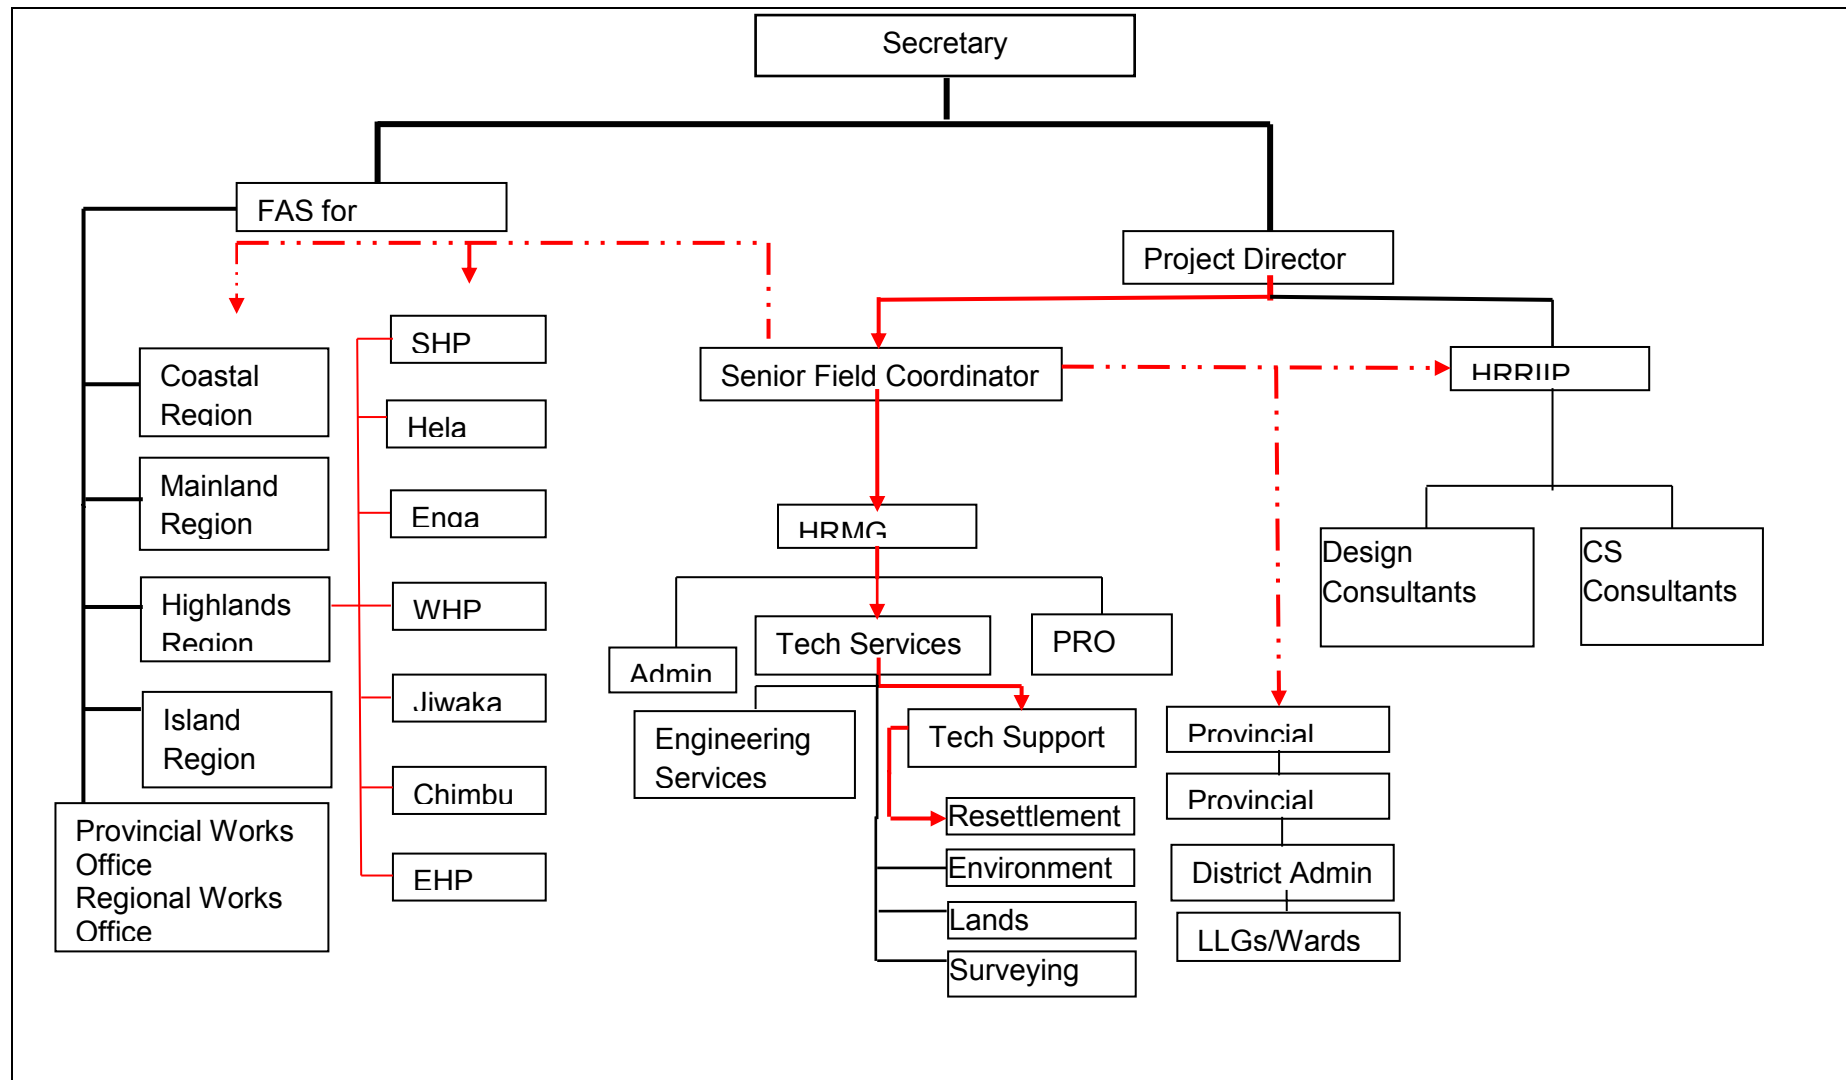 Secretary
FAS for
Project Director
SHP
Coastal
Region
Senior Field Coordinator
HRRIIP
Hela
Mainland
Region
Enga
HRMG
Design
Consultants
CS
Consultants
Highlands
Region
WHP
Tech Services
PRO
Admin
Jiwaka
Island
Region
Engineering
Services
Tech Support
Provincial
Chimbu
Resettlement
Provincial
Provincial Works
Office
Regional Works
Office
EHP
Environment
District Admin
Lands
LLGs/Wards
Surveying